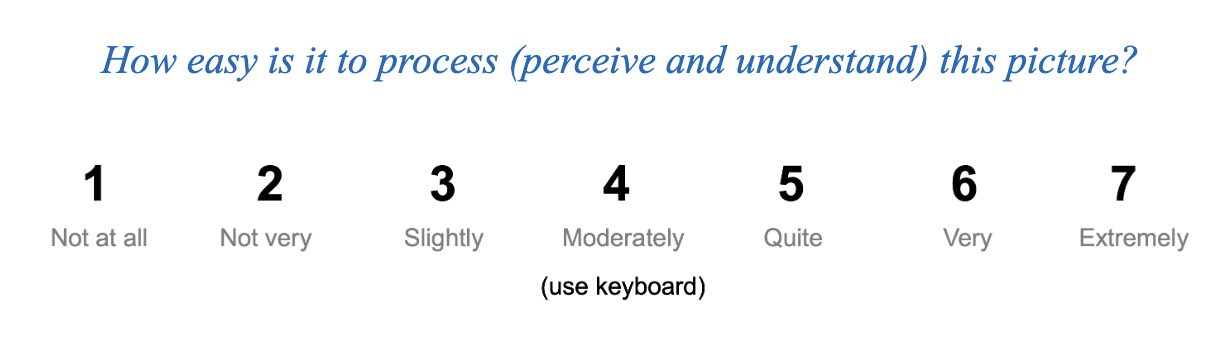 How easy is it to process (perceive and understand) this picture?
1 2 3 4 5 6 7
Not at all Not very Slightly Moderately Quite Very Extremely
(use keyboard)